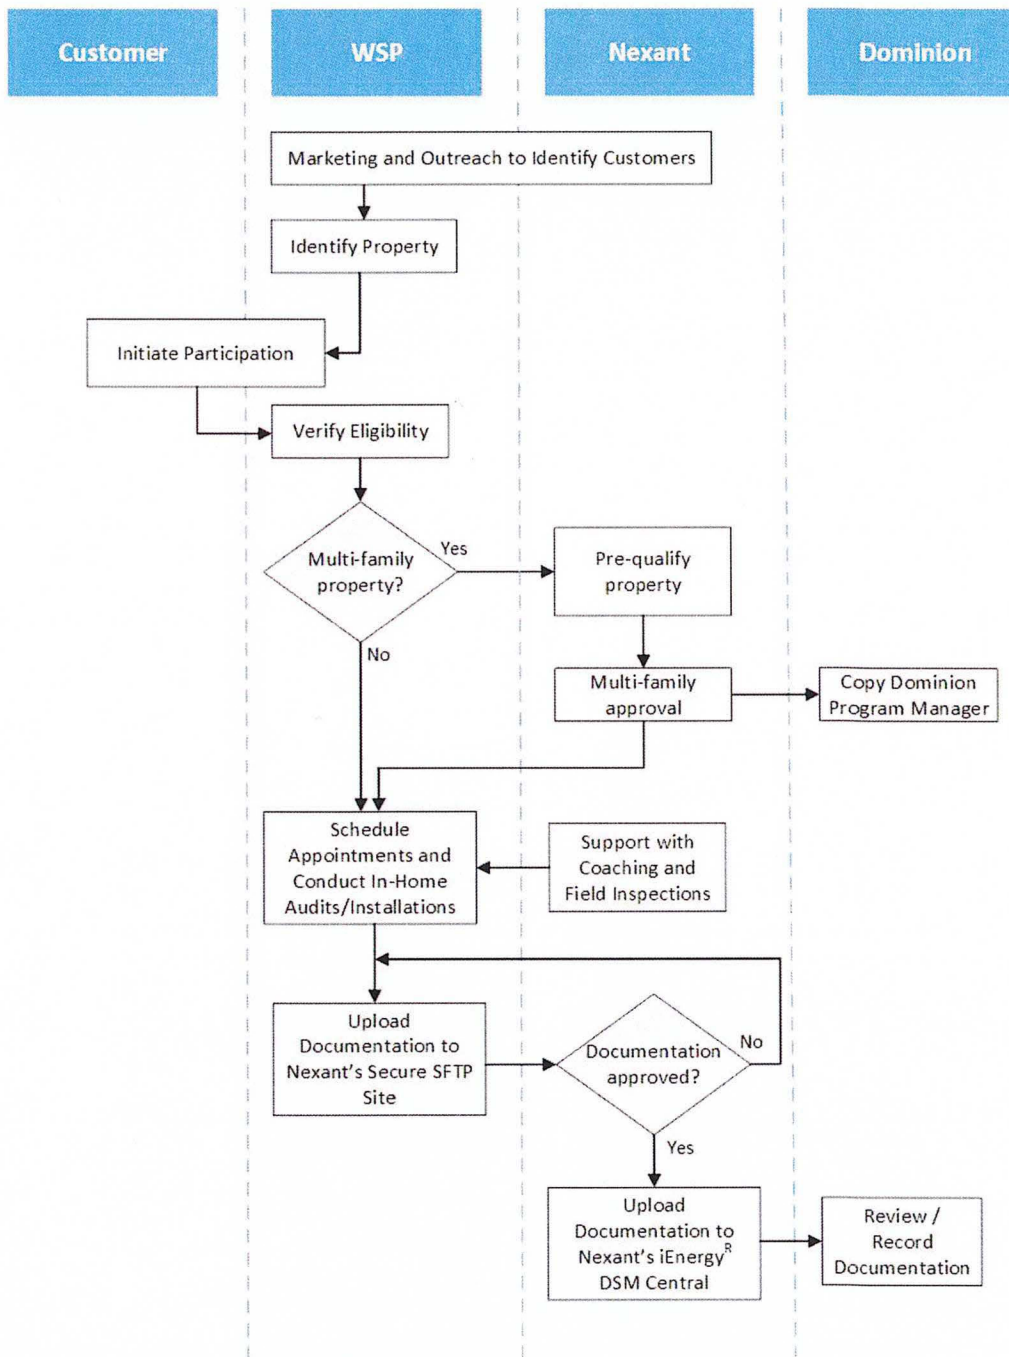 Customer
WSP
Nexant
Dominion
Marketing and Outreach to Identify Customers
Identify Property
Initiate Participation
Verify Eligibility
Multi-family
property?
Yes
No
Pre-qualify
property
Multi-family
approval
Copy Dominion
Program Manager
Schedule
Appointments and
Conduct In-Home
Audits/Installations
Support with
Coaching and
Field Inspections
Upload
Documentation to
Nexant's Secure SFTP
Site
Documentation
approved?
No
Yes
Upload
Documentation to
Nexant's iEnergy^R
DSM Central
Review /
Record
Documentation